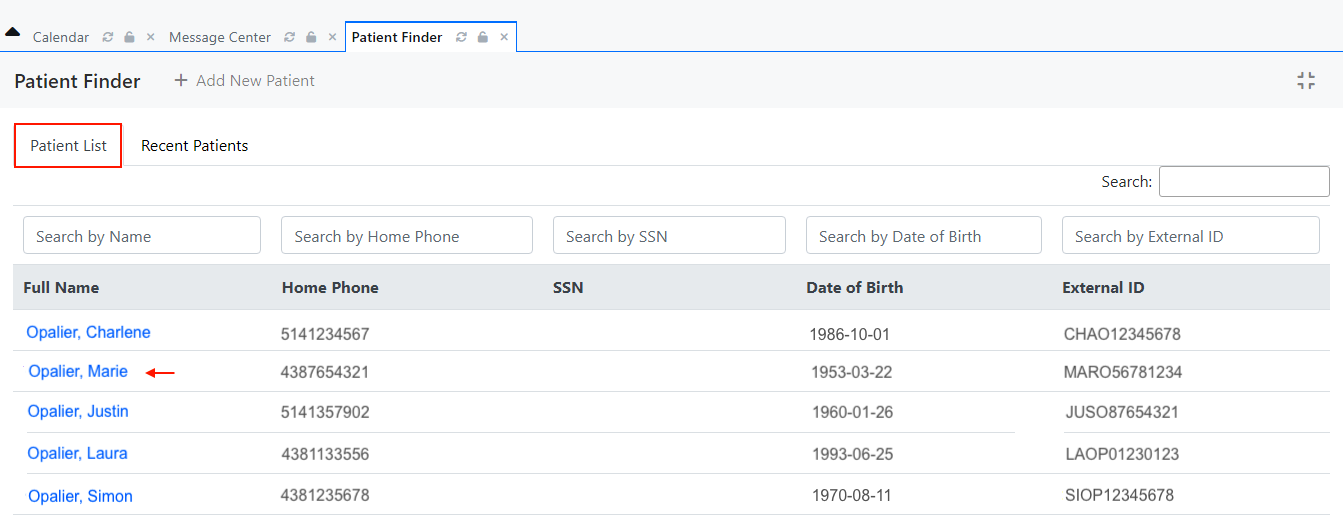 Calendar Message Center Patient Finder
Patient Finder + Add New Patient
Patient List Recent Patients
Search:
Search by Name Search by Home Phone Search by SSN Search by Date of Birth Search by External ID
Full Name Home Phone SSN Date of Birth External ID
Opalier, Charlene 5141234567 1986-10-01 CHAO12345678
Opalier, Marie 4387654321 1953-03-22 MARO56781234
Opalier, Justin 5141357902 1960-01-26 JUSO87654321
Opalier, Laura 4381133556 1993-06-25 LAOP01230123
Opalier, Simon 4381235678 1970-08-11 SIOP12345678